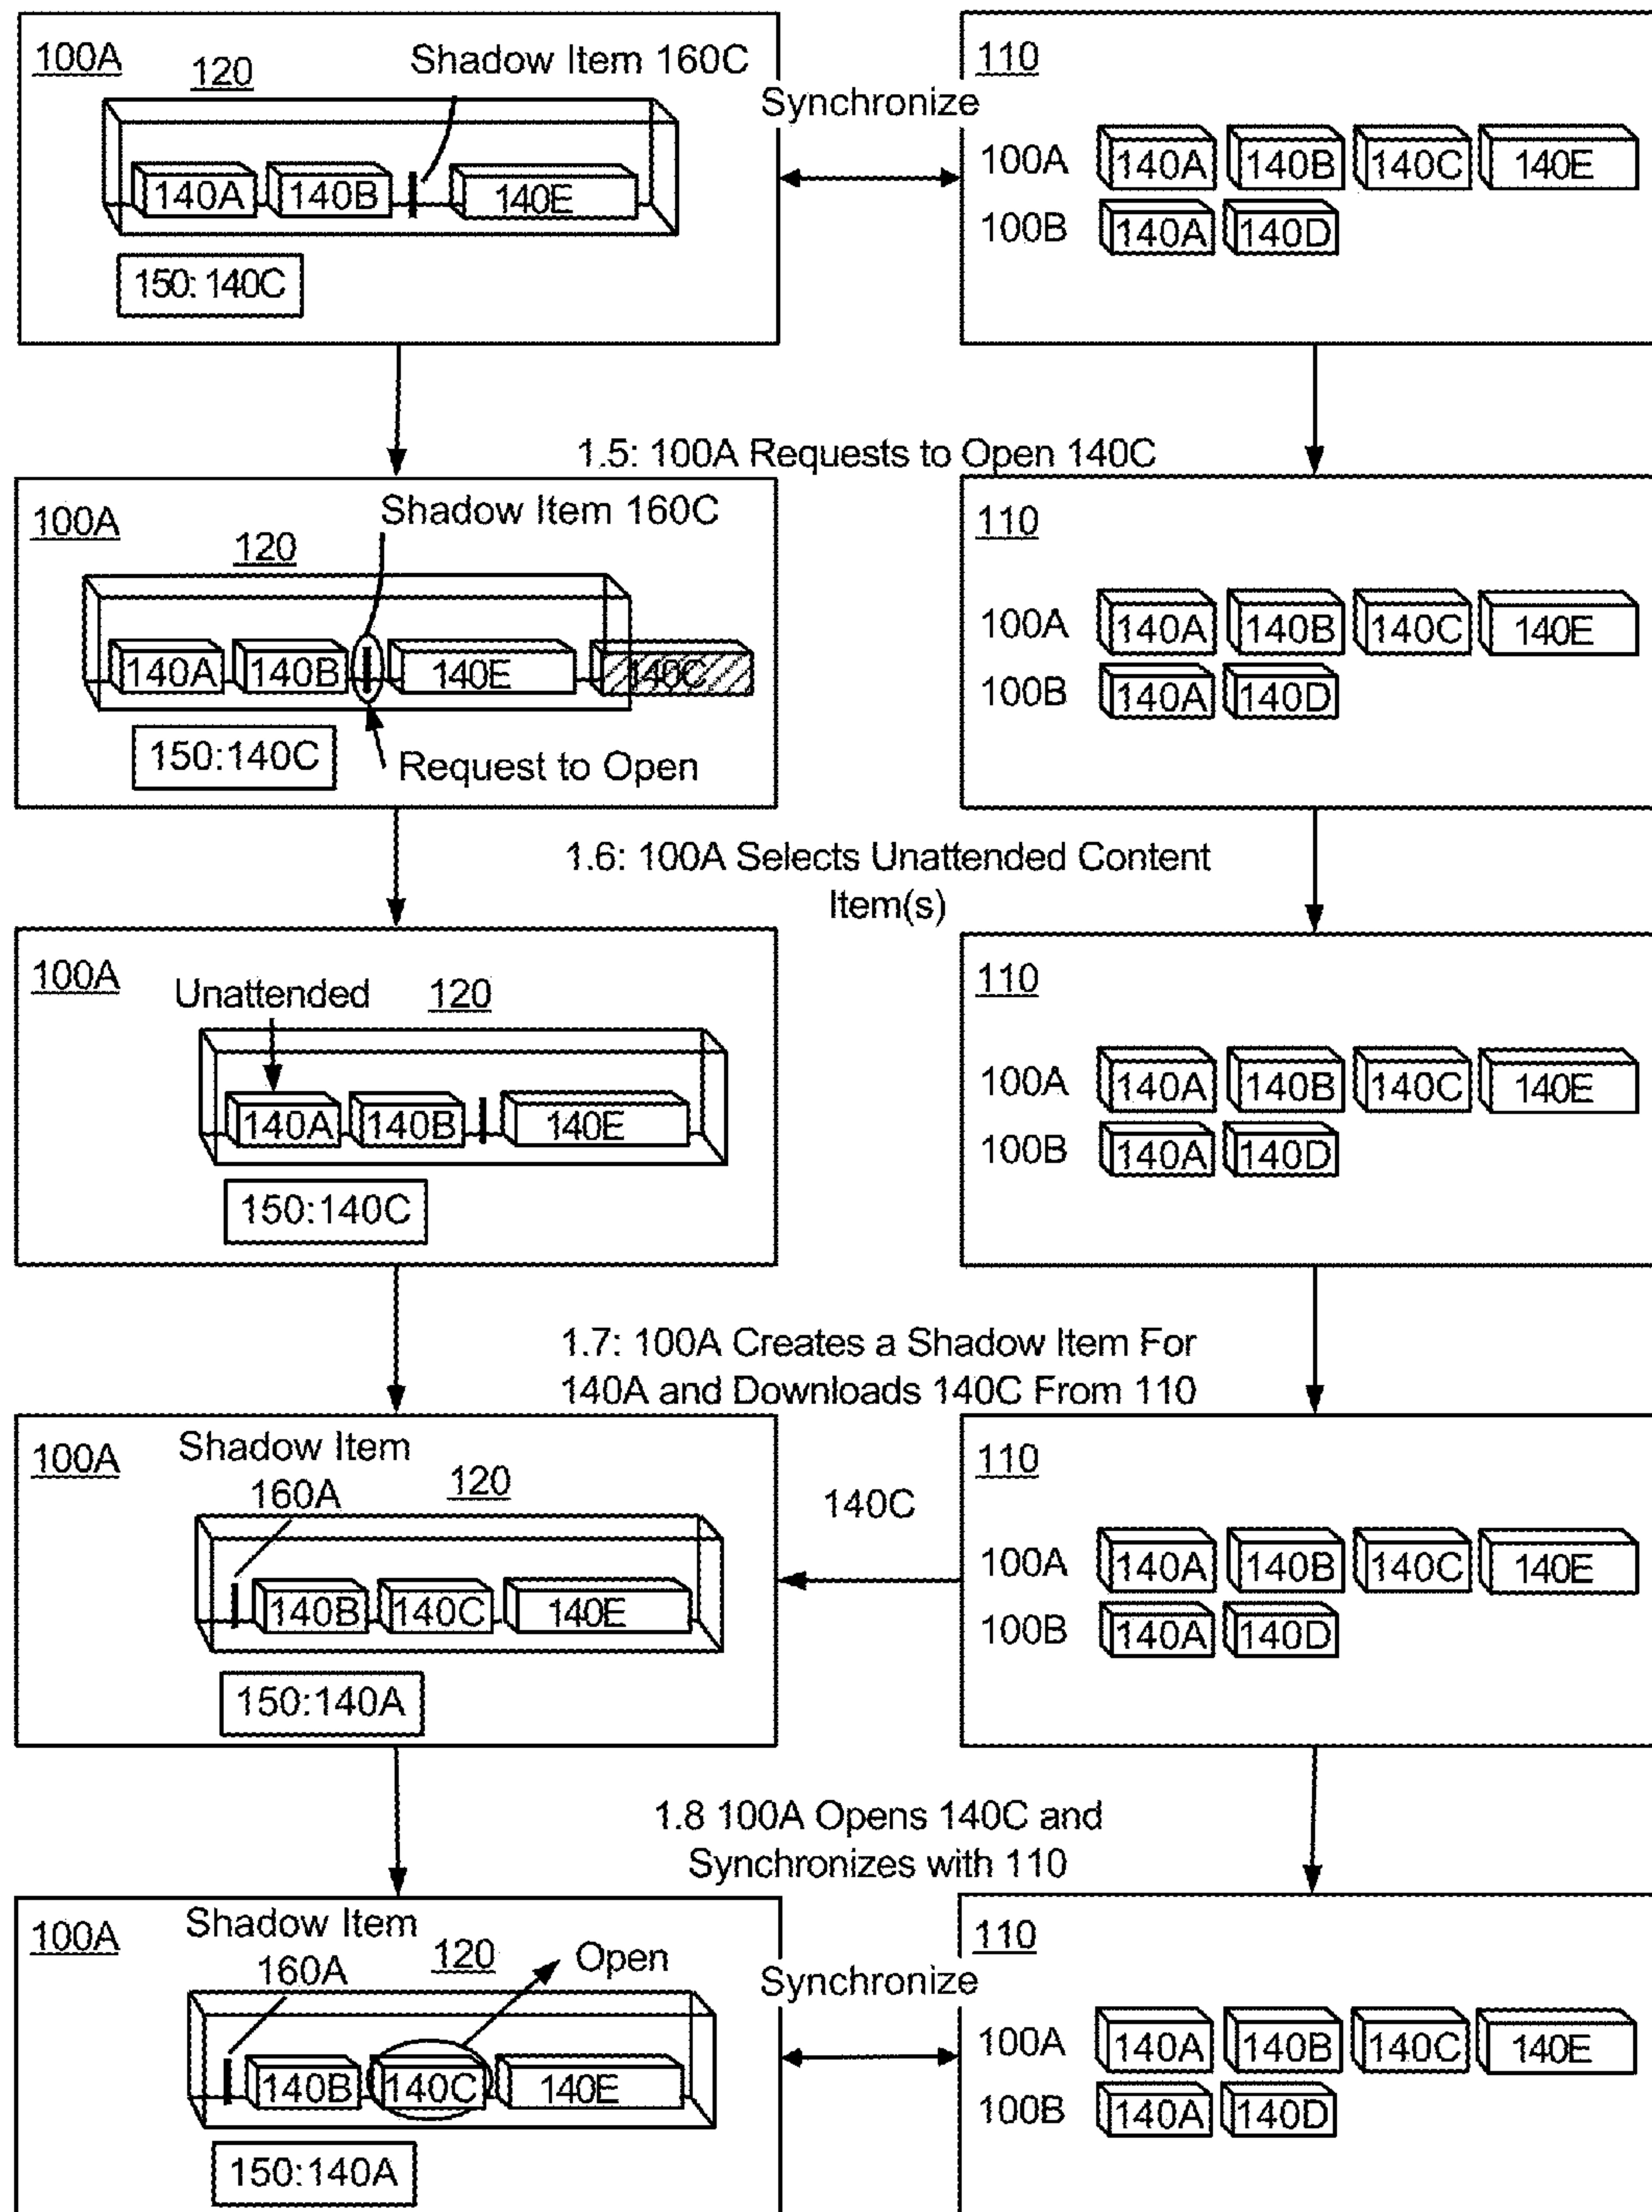 100A
120
Shadow Item 160C
140A 140B 140E
150: 140C
Synchronize
110
100A 140A 140B 140C 140E
100B 140A 140D
1.5: 100A Requests to Open 140C
100A
Shadow Item 160C
120
140A 140B 140E 140C
150:140C
Request to Open
110
100A 140A 140B 140C 140E
100B 140A 140D
1.6: 100A Selects Unattended Content
Item(s)
100A
Unattended
120
140A 140B 140E
150:140C
110
100A 140A 140B 140C 140E
100B 140A 140D
1.7: 100A Creates a Shadow Item For
140A and Downloads 140C From 110
100A
Shadow Item
160A
120
140B 140C 140E
150:140A
140C
110
100A 140A 140B 140C 140E
100B 140A 140D
1.8 100A Opens 140C and
Synchronizes with 110
100A
Shadow Item
160A
120
Open
140B 140C 140E
150:140A
Synchronize
110
100A 140A 140B 140C 140E
100B 140A 140D